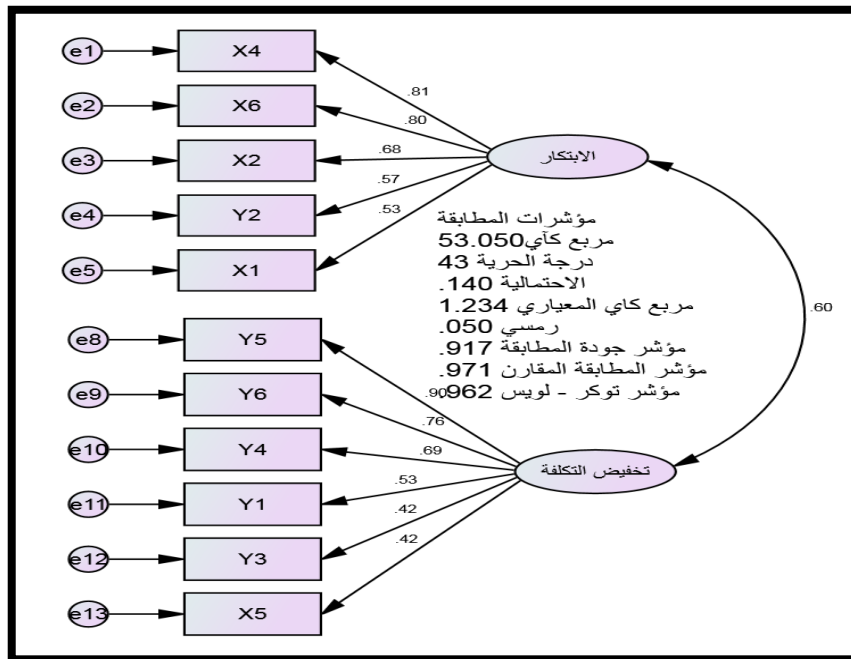 e1 X4
.81
e2 X6
.80
e3 X2
.68
الابتكار
e4 Y2
.57
e5 X1
.53
مؤشرات المطابقة
مربع كآي 53.050
درجة الحرية 43
الاحتمالية 140.
مربع كاي المعياري 1.234
رمسي 050.
مؤشر جودة المطابقة 917.
مؤشر المطابقة المقارن 971.
مؤشر توكر - لويس 962.
.60
e8 Y5
.90
e9 Y6
.76
e10 Y4
.69
تخفيض التكلفة
e11 Y1
.53
e12 Y3
.42
e13 X5
.42